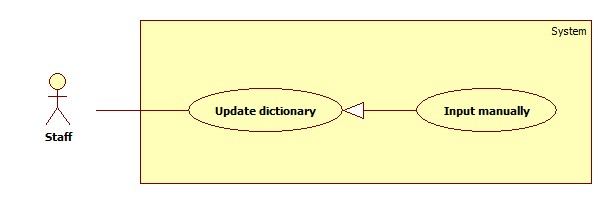 System
Update dictionary
Input manually
Staff